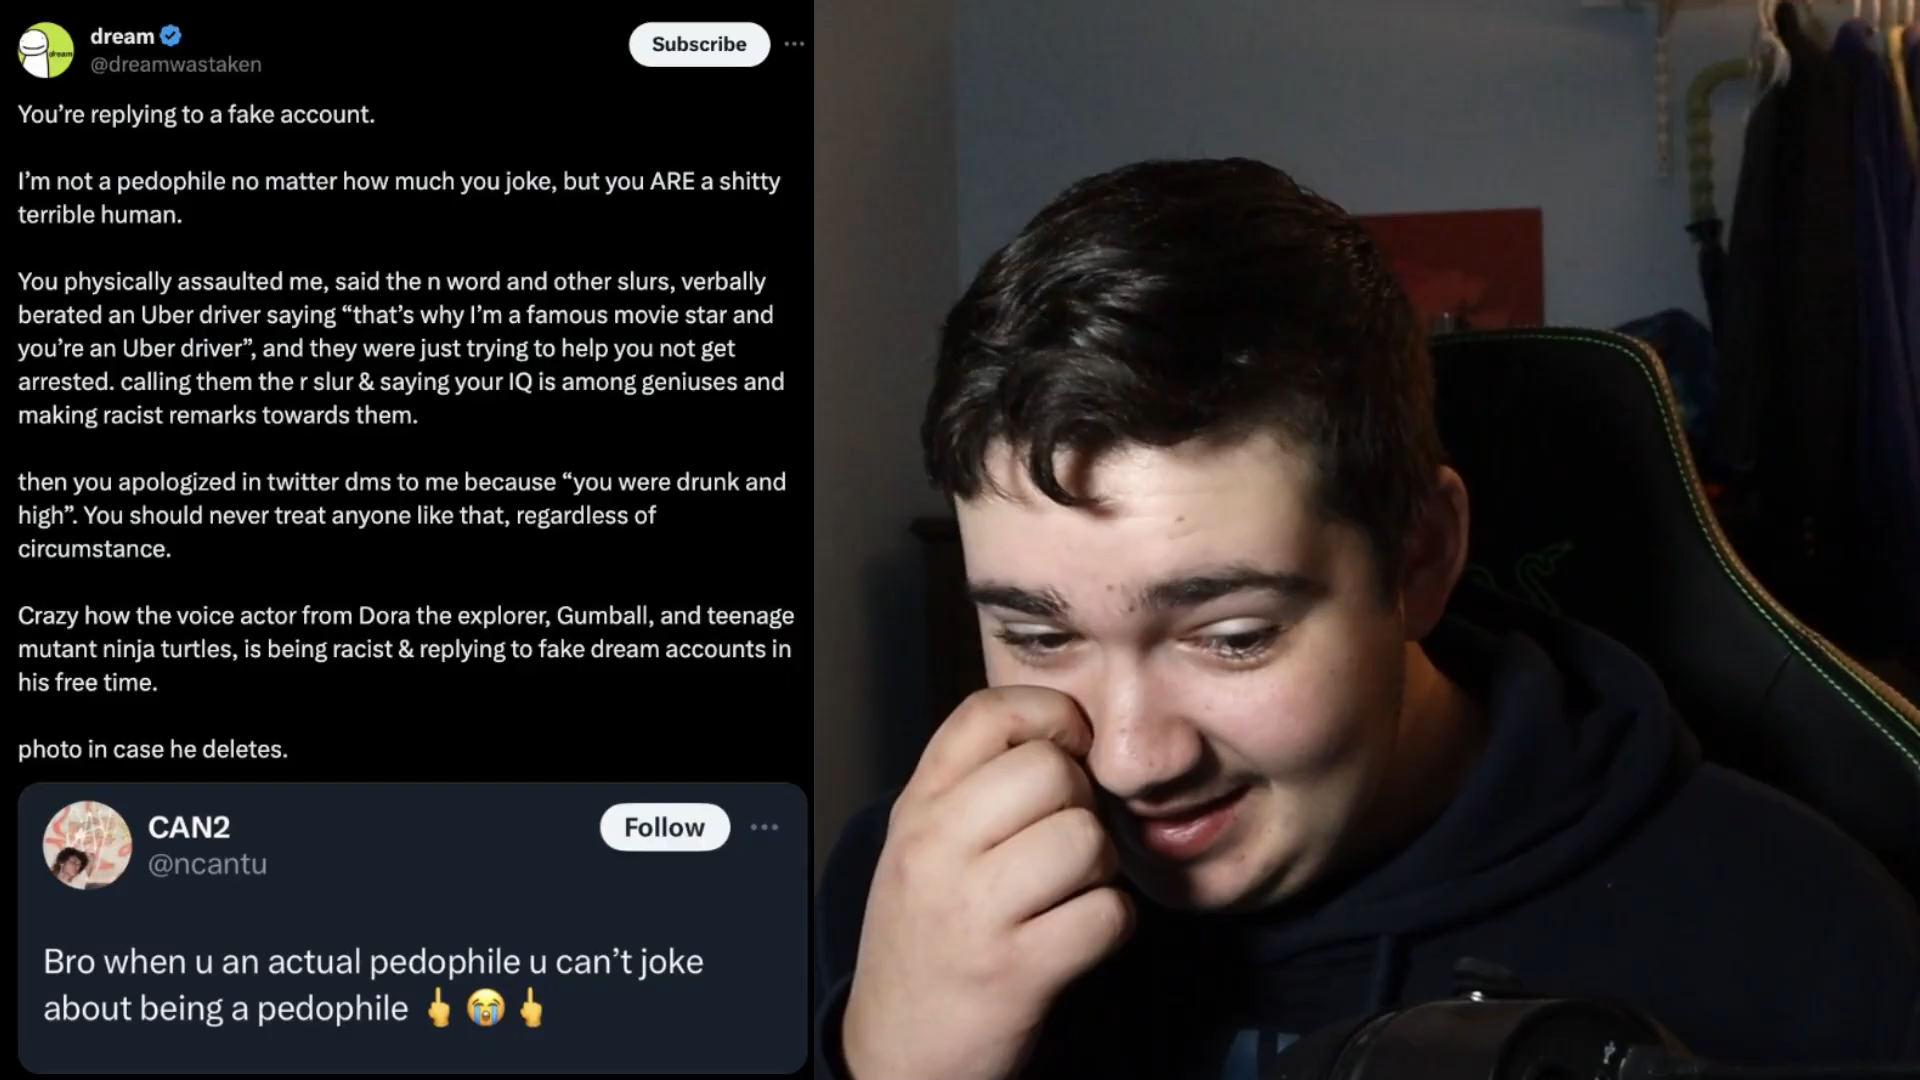 dream
@dreamwastaken
Subscribe
You’re replying to a fake account.
I’m not a pedophile no matter how much you joke, but you ARE a shitty
terrible human.
You physically assaulted me, said the n word and other slurs, verbally
berated an Uber driver saying “that’s why I’m a famous movie star and
you’re an Uber driver”, and they were just trying to help you not get
arrested. calling them the r slur & saying your IQ is among geniuses and
making racist remarks towards them.
then you apologized in twitter dms to me because “you were drunk and
high”. You should never treat anyone like that, regardless of
circumstance.
Crazy how the voice actor from Dora the explorer, Gumball, and teenage
mutant ninja turtles, is being racist & replying to fake dream accounts in
his free time.
photo in case he deletes.
CAN2
@ncantu
Follow
Bro when u an actual pedophile u can’t joke
about being a pedophile 🖕😭🖕